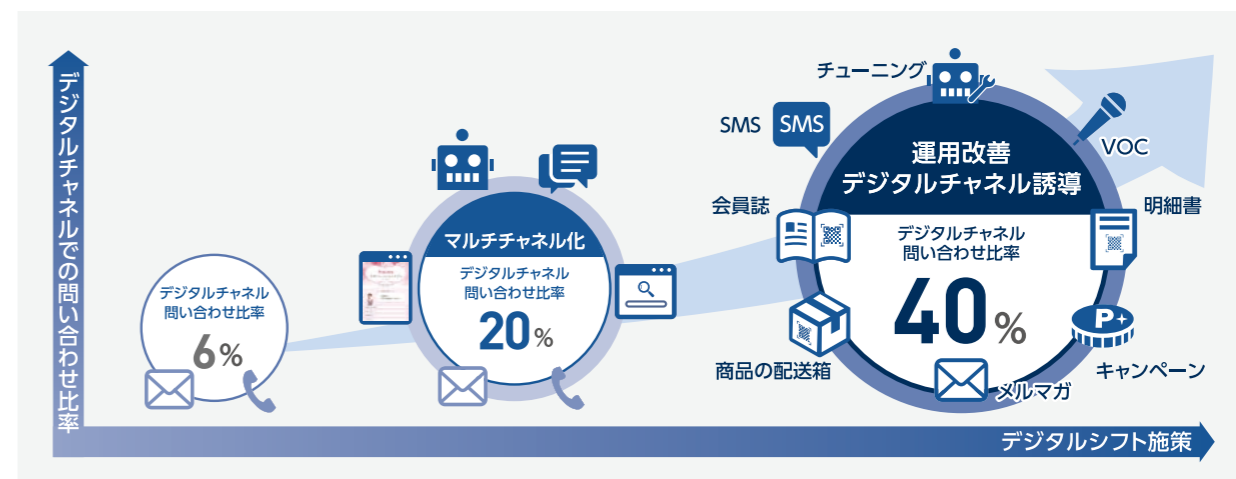 デジタルチャネルでの問い合わせ比率
デジタルチャネル
問い合わせ比率
6%
マルチチャネル化
デジタルチャネル
問い合わせ比率
20%
チューニング
SMS
SMS
VOC
会員誌
明細書
運用改善
デジタルチャネル誘導
デジタルチャネル
問い合わせ比率
40%
P+
商品の配送箱
キャンペーン
メルマガ
デジタルシフト施策